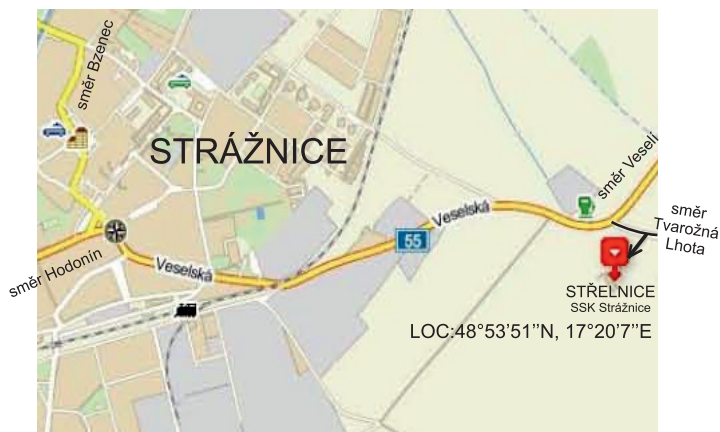 směr Bzenec
STRÁŽNICE
směr Veselí
Veselská
směr
Tvarožná
Lhota
55
směr Hodonín
Veselská
STŘELNICE
SSK Strážnice
LOC:48°53’51’’N, 17°20’7’’E